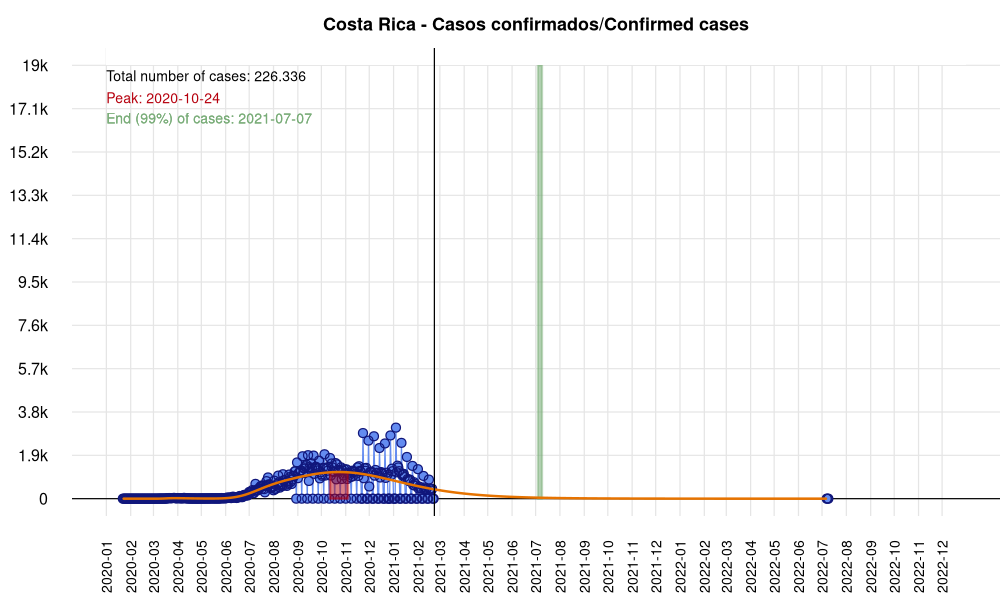 Costa Rica - Casos confirmados/Confirmed cases
19k
17.1k
15.2k
13.3k
11.4k
9.5k
7.6k
5.7k
3.8k
1.9k
0
Total number of cases: 226.336
Peak: 2020-10-24
End (99%) of cases: 2021-07-07
2020-01
2020-02
2020-03
2020-04
2020-05
2020-06
2020-07
2020-08
2020-09
2020-10
2020-11
2020-12
2021-01
2021-02
2021-03
2021-04
2021-05
2021-06
2021-07
2021-08
2021-09
2021-10
2021-11
2021-12
2022-01
2022-02
2022-03
2022-04
2022-05
2022-06
2022-07
2022-08
2022-09
2022-10
2022-11
2022-12